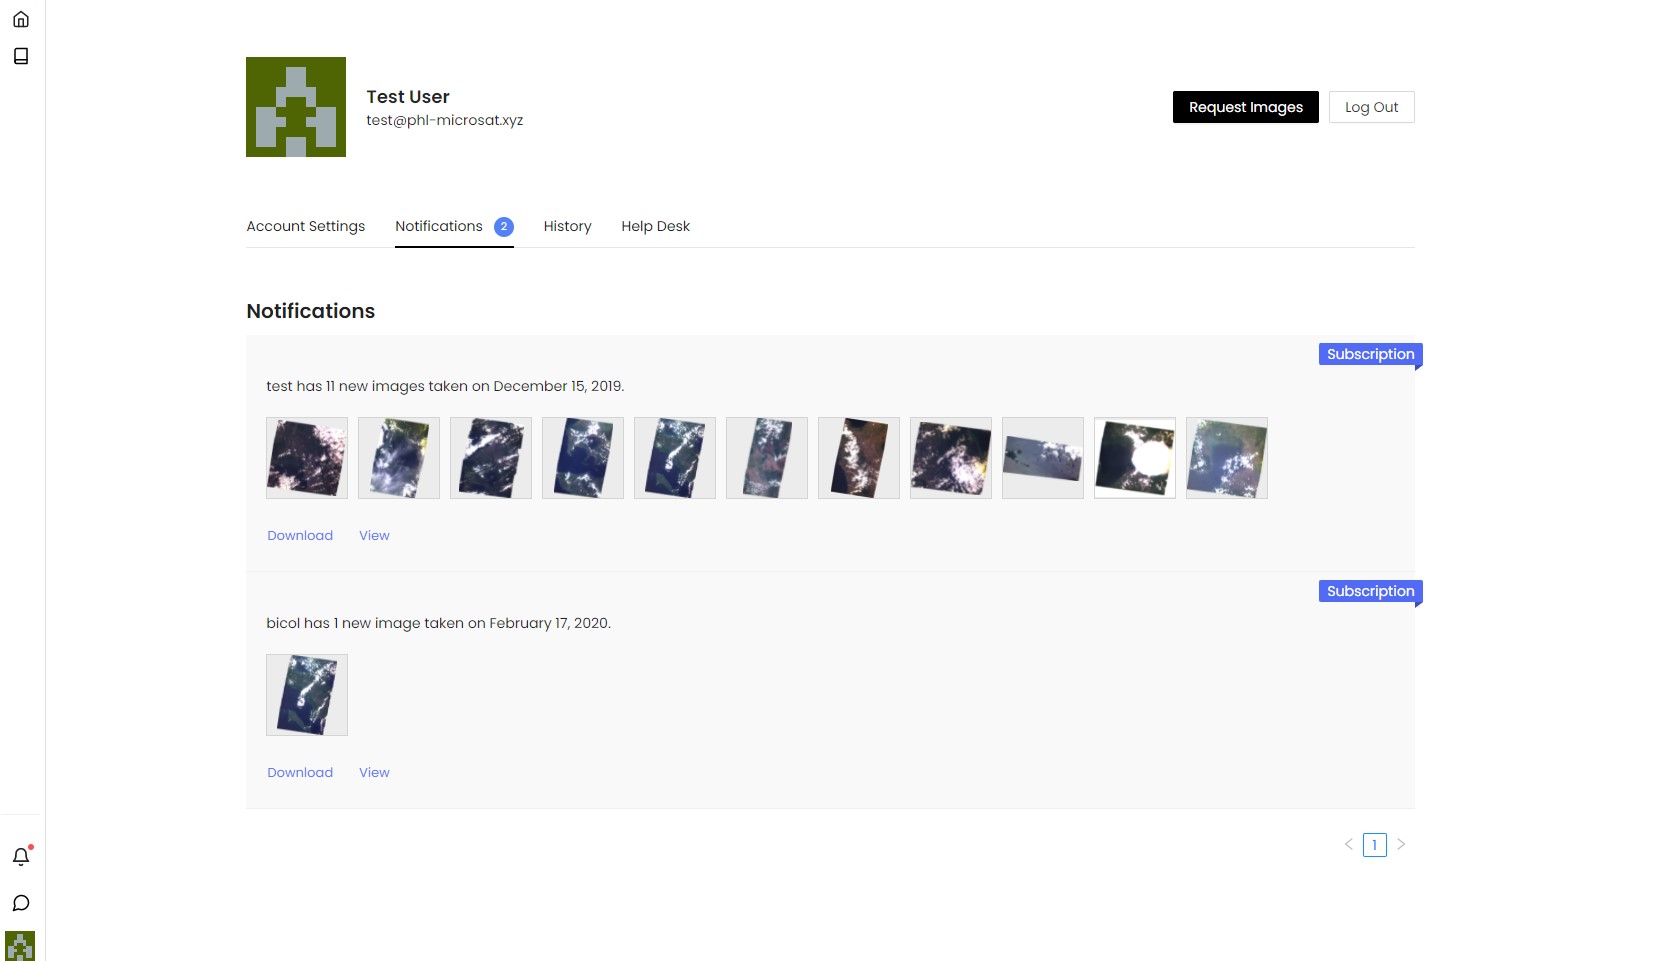 Test User
test@phl-microsat.xyz
Request Images
Log Out
Account Settings
Notifications 2
History
Help Desk
Notifications
Subscription
test has 11 new images taken on December 15, 2019.
Download
View
Subscription
bicol has 1 new image taken on February 17, 2020.
Download
View
1